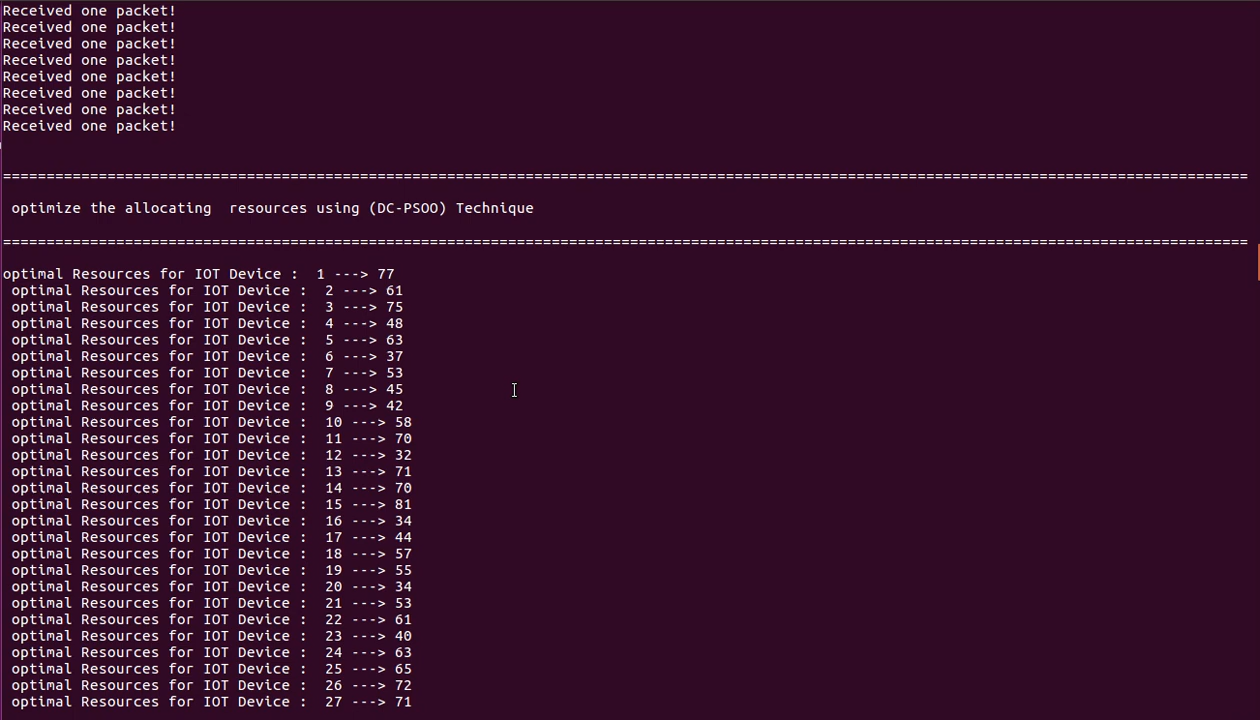 Received one packet!
Received one packet!
Received one packet!
Received one packet!
Received one packet!
Received one packet!
Received one packet!
Received one packet!
===============================================================================================================================================
optimize the allocating  resources using (DC-PSOO) Technique
===============================================================================================================================================
optimal Resources for IOT Device :  1 ---> 77
optimal Resources for IOT Device :  2 ---> 61
optimal Resources for IOT Device :  3 ---> 75
optimal Resources for IOT Device :  4 ---> 48
optimal Resources for IOT Device :  5 ---> 63
optimal Resources for IOT Device :  6 ---> 37
optimal Resources for IOT Device :  7 ---> 53
optimal Resources for IOT Device :  8 ---> 45
optimal Resources for IOT Device :  9 ---> 42
optimal Resources for IOT Device :  10 ---> 58
optimal Resources for IOT Device :  11 ---> 70
optimal Resources for IOT Device :  12 ---> 32
optimal Resources for IOT Device :  13 ---> 71
optimal Resources for IOT Device :  14 ---> 70
optimal Resources for IOT Device :  15 ---> 81
optimal Resources for IOT Device :  16 ---> 34
optimal Resources for IOT Device :  17 ---> 44
optimal Resources for IOT Device :  18 ---> 57
optimal Resources for IOT Device :  19 ---> 55
optimal Resources for IOT Device :  20 ---> 34
optimal Resources for IOT Device :  21 ---> 53
optimal Resources for IOT Device :  22 ---> 61
optimal Resources for IOT Device :  23 ---> 40
optimal Resources for IOT Device :  24 ---> 63
optimal Resources for IOT Device :  25 ---> 65
optimal Resources for IOT Device :  26 ---> 72
optimal Resources for IOT Device :  27 ---> 71